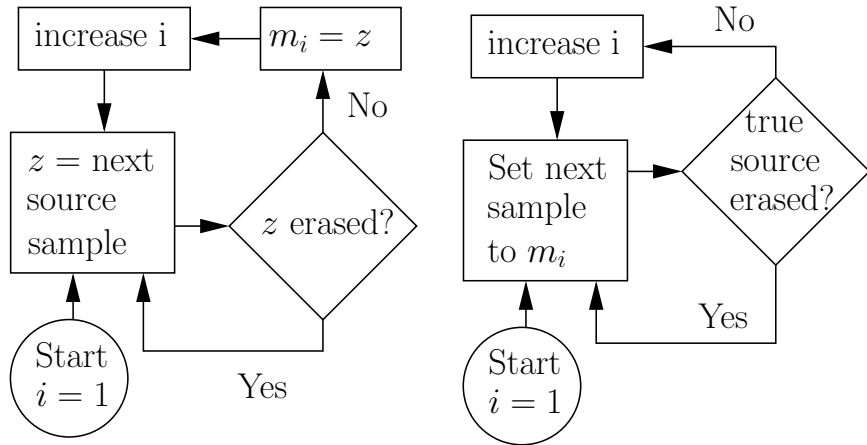 increase i
m_i = z
No
z = next
source
sample
z erased?
Start
i = 1
Yes
No
increase i
true
source
erased?
Set next
sample
to m_i
Yes
Start
i = 1